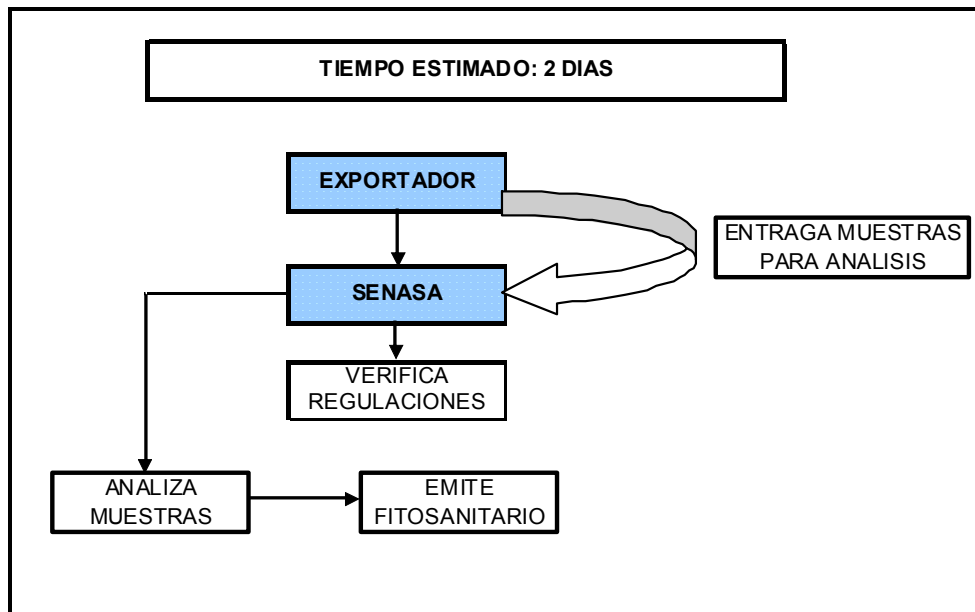 TIEMPO ESTIMADO: 2 DIAS
EXPORTADOR
ENTRAGA MUESTRAS
PARA ANALISIS
SENASA
VERIFICA
REGULACIONES
ANALIZA
MUESTRAS
EMITE
FITOSANITARIO